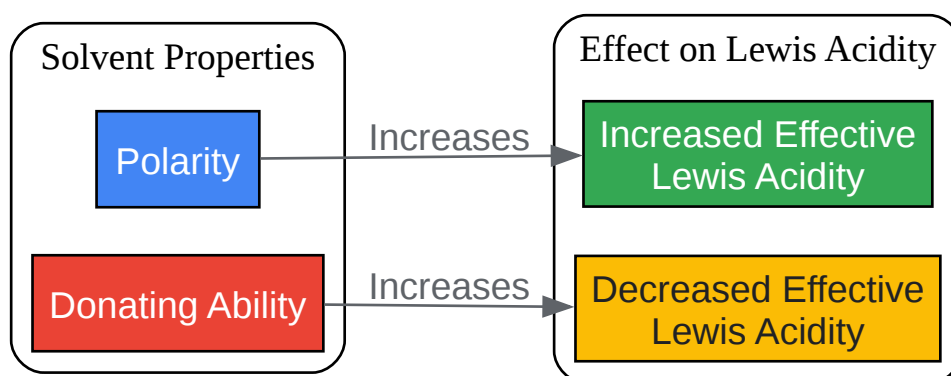 Solvent Properties
Effect on Lewis Acidity
Polarity
Increases
Increased Effective
Lewis Acidity
Donating Ability
Increases
Decreased Effective
Lewis Acidity